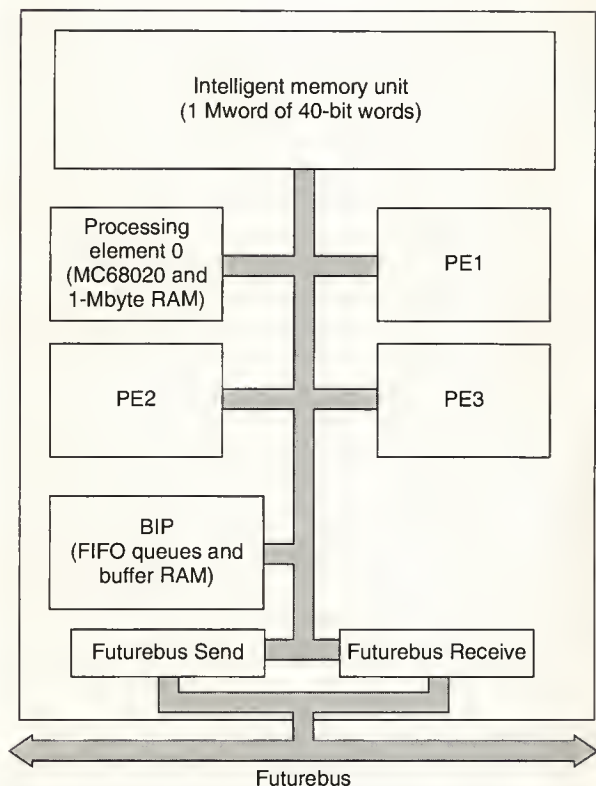 Intelligent memory unit
(1 Mword of 40-bit words)
Processing
element 0
(MC68020 and
1-Mbyte RAM)
PE1
PE2
PE3
BIP
(FIFO queues and
buffer RAM)
Futurebus Send
Futurebus Receive
Futurebus